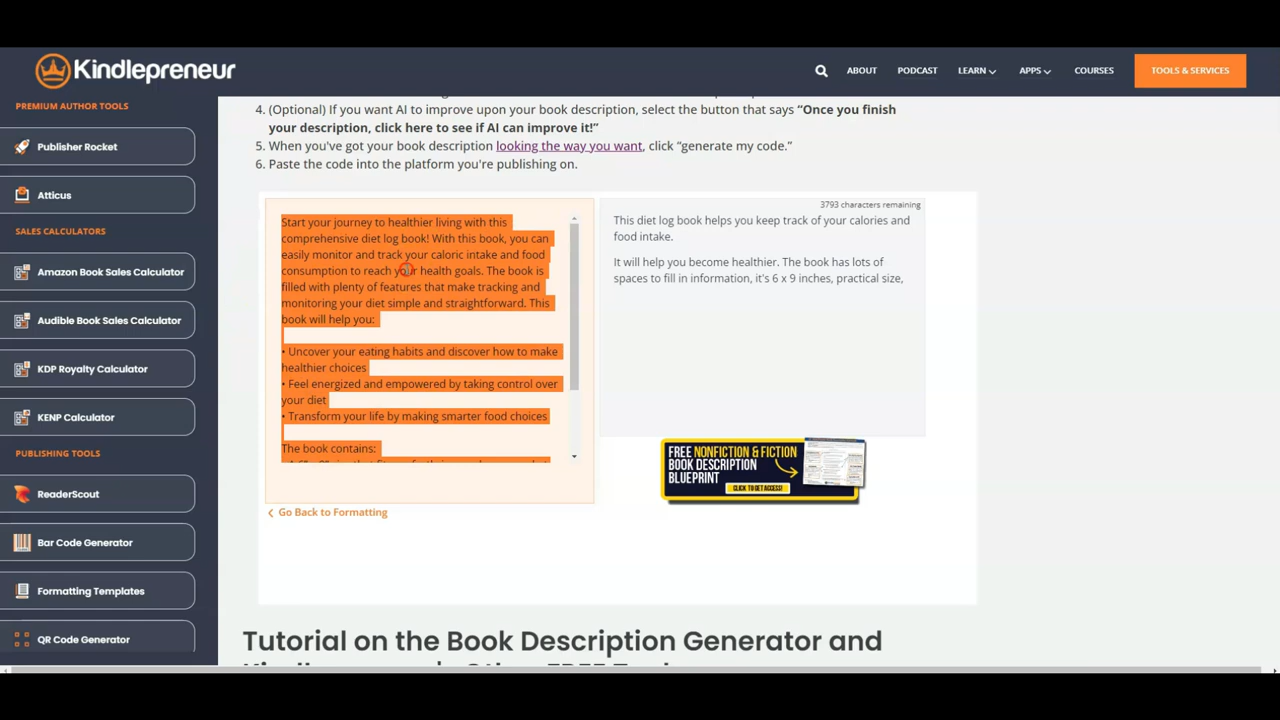 Kindlepreneur
ABOUT
PODCAST
LEARN
APPS
COURSES
TOOLS & SERVICES
PREMIUM AUTHOR TOOLS
Publisher Rocket
Atticus
SALES CALCULATORS
Amazon Book Sales Calculator
Audible Book Sales Calculator
KDP Royalty Calculator
KENP Calculator
PUBLISHING TOOLS
ReaderScout
Bar Code Generator
Formatting Templates
QR Code Generator
4. (Optional) If you want AI to improve upon your book description, select the button that says “Once you finish
your description, click here to see if AI can improve it!”
5. When you've got your book description looking the way you want, click “generate my code.”
6. Paste the code into the platform you're publishing on.
Start your journey to healthier living with this
comprehensive diet log book! With this book, you can
easily monitor and track your caloric intake and food
consumption to reach your health goals. The book is
filled with plenty of features that make tracking and
monitoring your diet simple and straightforward. This
book will help you:
• Uncover your eating habits and discover how to make
healthier choices
• Feel energized and empowered by taking control over
your diet
• Transform your life by making smarter food choices
The book contains:
3793 characters remaining
This diet log book helps you keep track of your calories and
food intake.
It will help you become healthier. The book has lots of
spaces to fill in information, it's 6 x 9 inches, practical size,
FREE NONFICTION & FICTION
BOOK DESCRIPTION
BLUEPRINT
CLICK TO GET ACCESS!
Go Back to Formatting
Tutorial on the Book Description Generator and